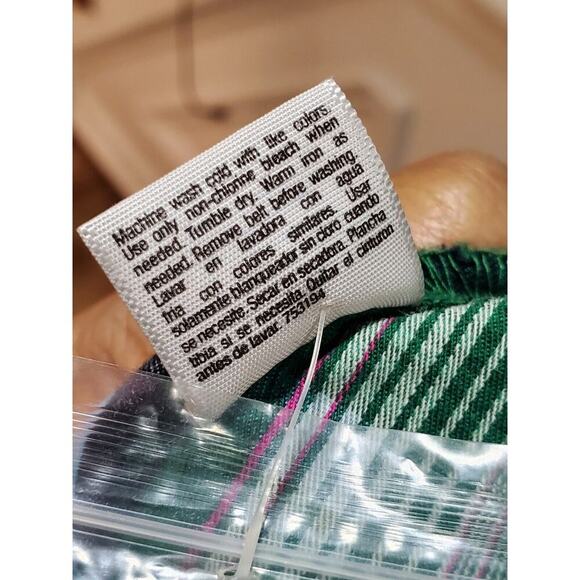 Machine wash cold with like colors
Use only non-chlorine bleach when
needed. Tumble dry. Warm iron as
needed. Remove belt before washing.
Lavar en lavadora con agua
fria con colores similares. Usar
solamente blanqueador sin cloro cuando
se necesite. Secar en secadora. Plancha
tibia si se necesita. Quitar el cinturon
antes de lavar. 753194